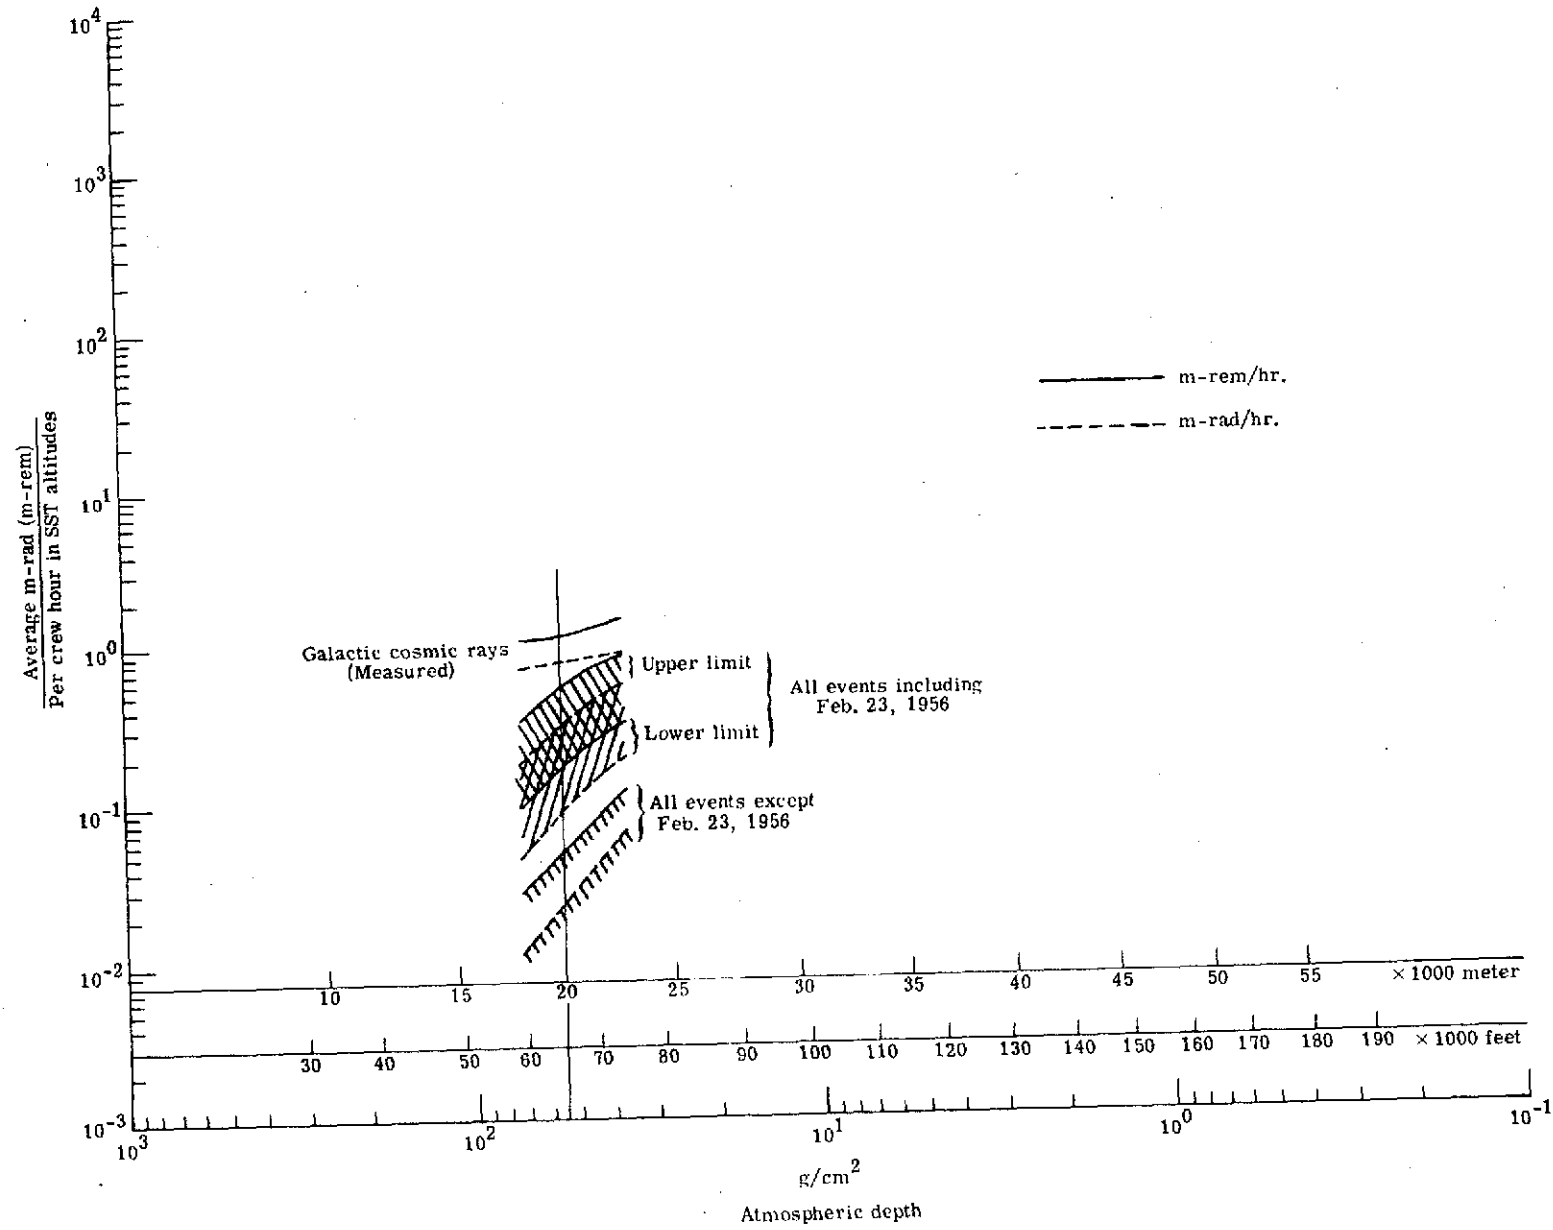 10^4
10^3
10^2
10^1
10^0
10^-1
10^-2
10^-3
Average m-rad (m-rem)
Per crew hour in SST altitudes
m-rem/hr.
m-rad/hr.
Galactic cosmic rays
(Measured)
Upper limit
Lower limit
All events including
Feb. 23, 1956
All events except
Feb. 23, 1956
10 15 20 25 30 35 40 45 50 55 × 1000 meter
30 40 50 60 70 80 90 100 110 120 130 140 150 160 170 180 190 × 1000 feet
10^3 10^2 10^1 10^0 10^-1
g/cm^2
Atmospheric depth